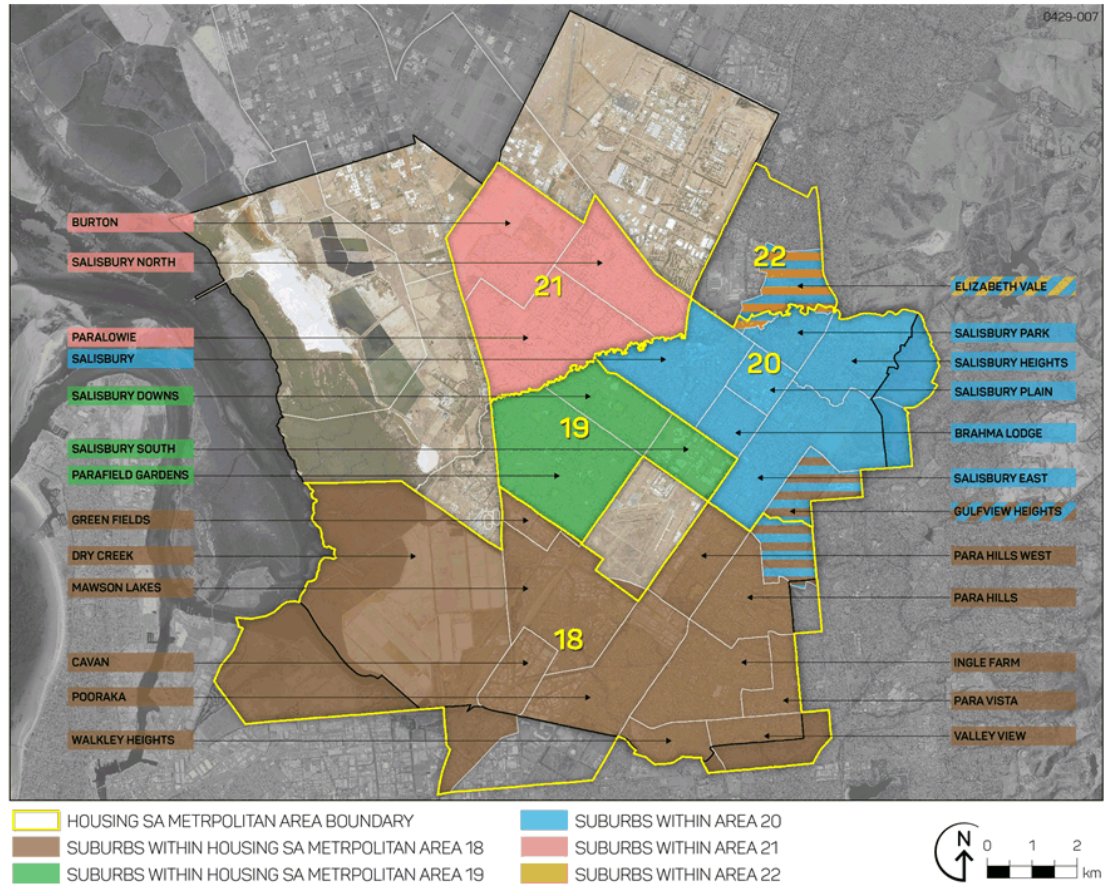 0429-007
BURTON
SALISBURY NORTH
PARALOWIE
SALISBURY
SALISBURY DOWNS
SALISBURY SOUTH
PARAFIELD GARDENS
GREEN FIELDS
DRY CREEK
MAWSON LAKES
CAVAN
POORAKA
WALKLEY HEIGHTS
22
21
20
19
18
ELIZABETH VALE
SALISBURY PARK
SALISBURY HEIGHTS
SALISBURY PLAIN
BRAHMA LODGE
SALISBURY EAST
GULFVIEW HEIGHTS
PARA HILLS WEST
PARA HILLS
INGLE FARM
PARA VISTA
VALLEY VIEW
HOUSING SA METRPOLITAN AREA BOUNDARY
SUBURBS WITHIN HOUSING SA METRPOLITAN AREA 18
SUBURBS WITHIN HOUSING SA METRPOLITAN AREA 19
SUBURBS WITHIN AREA 20
SUBURBS WITHIN AREA 21
SUBURBS WITHIN AREA 22
N
0 1 2
km